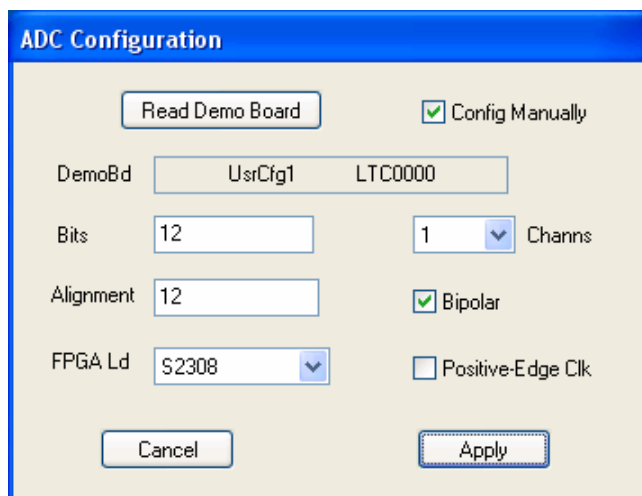 ADC Configuration
Read Demo Board Config Manually
DemoBd UsrCfg1 LTC0000
Bits 12 1 Channs
Alignment 12 Bipolar
FPGA Ld S2308 Positive-Edge Clk
Cancel Apply